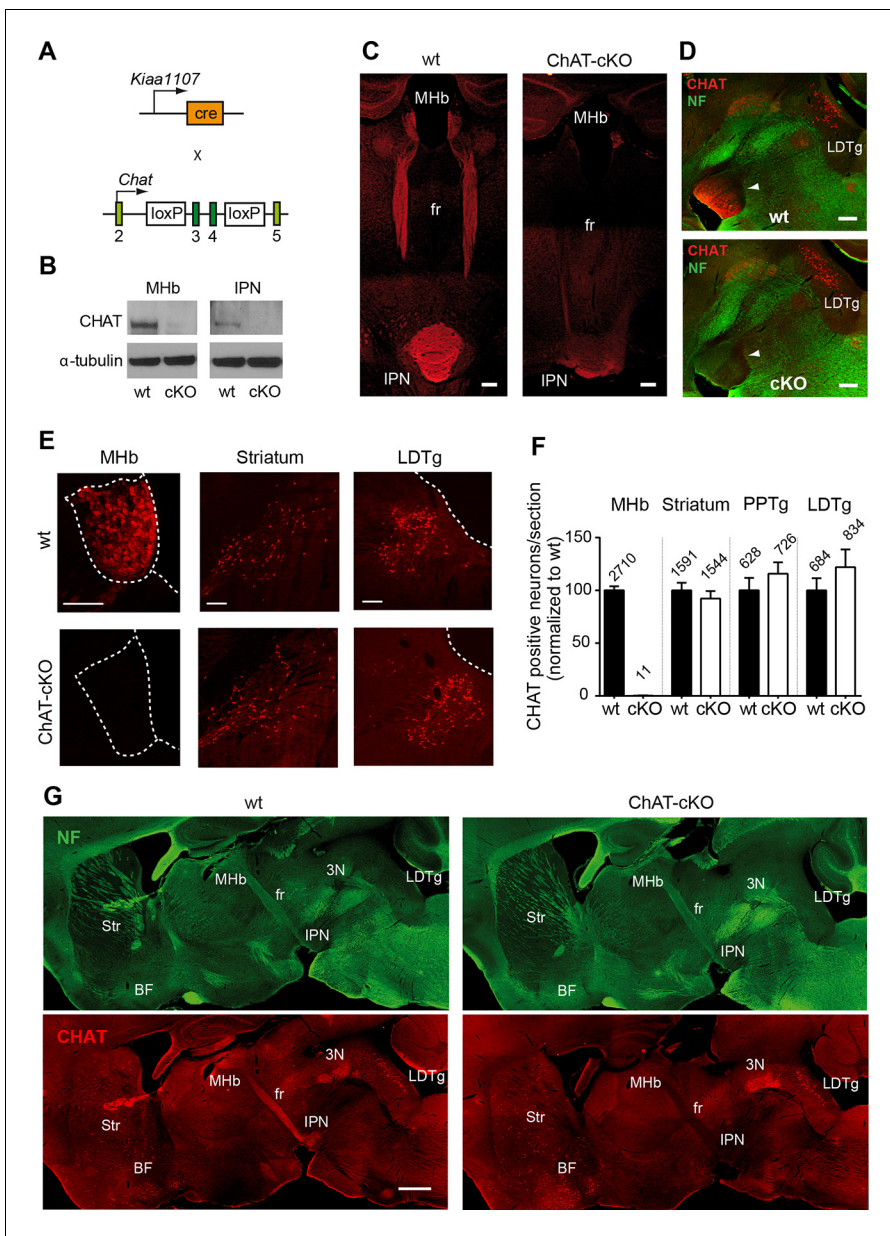 A
Kiaa1107
cre
x
Chat
loxP
loxP
2
3
4
5
B
MHb
IPN
CHAT
α-tubulin
wt
cKO
wt
cKO
C
wt
ChAT-cKO
MHb
MHb
fr
fr
IPN
IPN
D
CHAT
NF
LDTg
wt
CHAT
NF
LDTg
cKO
E
MHb
Striatum
LDTg
wt
ChAT-cKO
F
MHb
Striatum
PPTg
LDTg
CHAT positive neurons/section
(normalized to wt)
150
100
50
0
2710
11
1591
1544
628
726
684
834
wt
cKO
wt
cKO
wt
cKO
wt
cKO
G
wt
ChAT-cKO
NF
MHb
fr
3N
LDTg
Str
IPN
BF
MHb
fr
3N
LDTg
Str
IPN
BF
CHAT
MHb
fr
3N
LDTg
Str
IPN
BF
MHb
fr
3N
LDTg
Str
IPN
BF